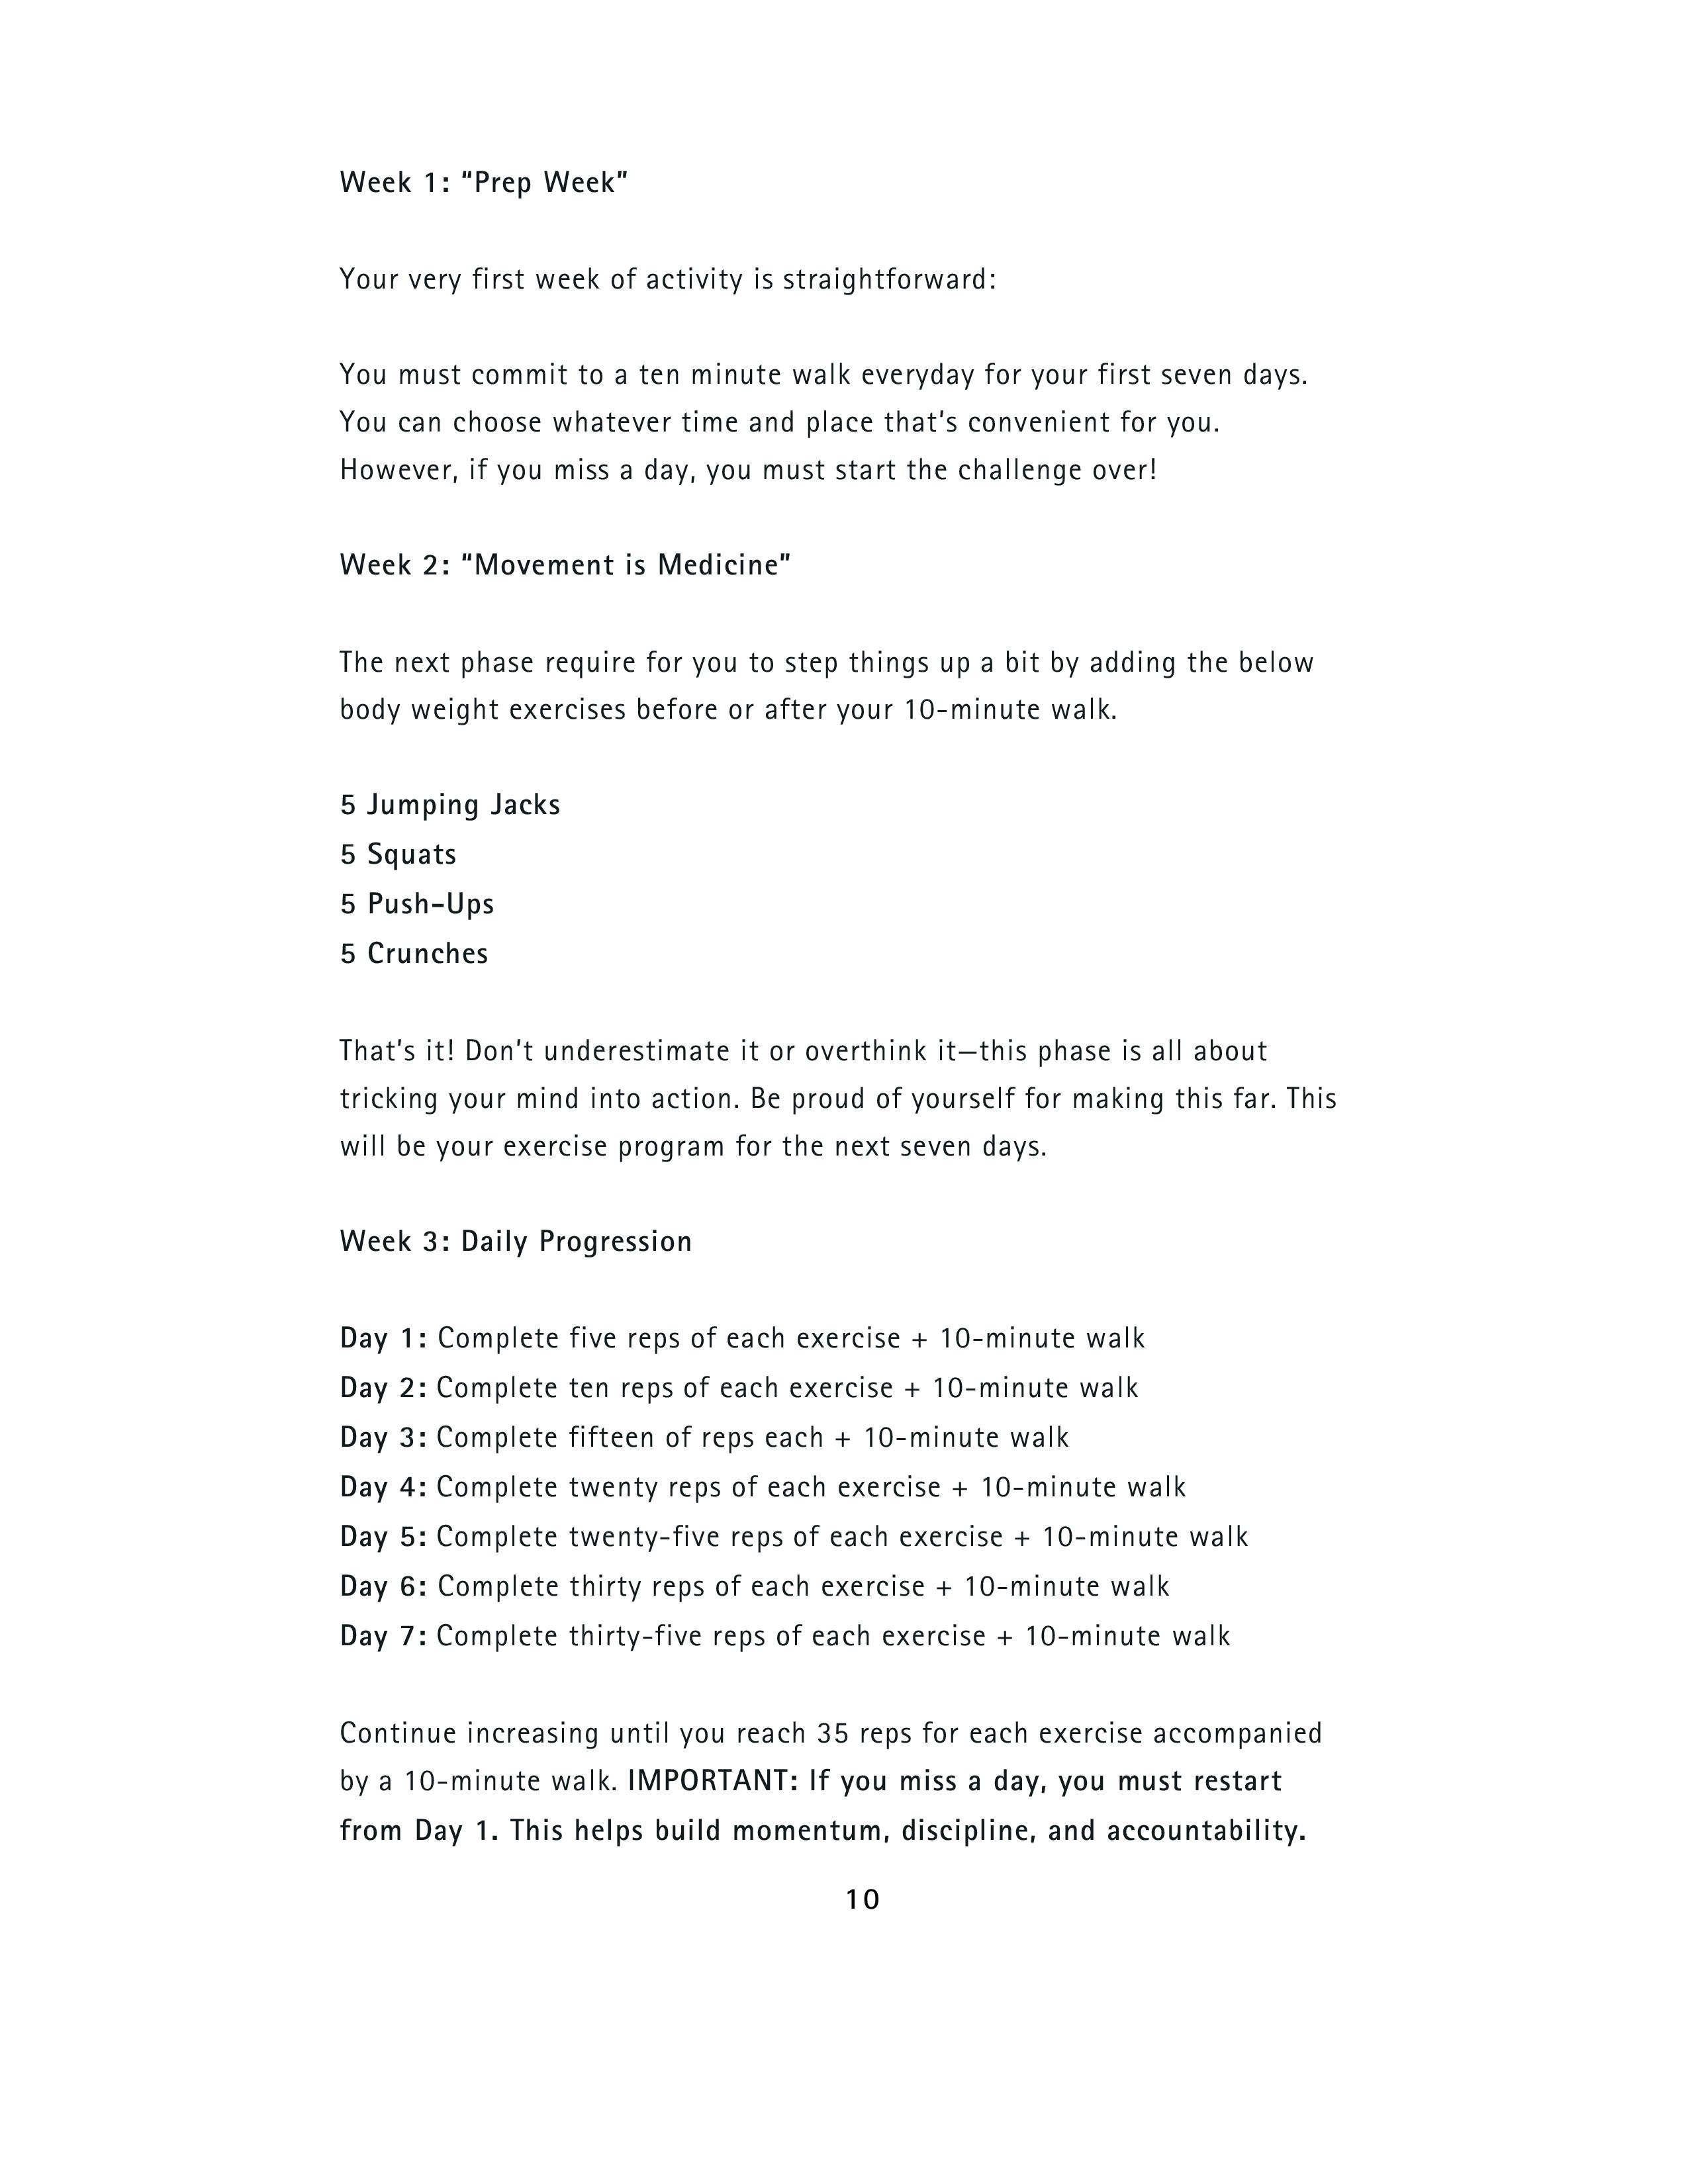 Week 1: “Prep Week”
Your very first week of activity is straightforward:
You must commit to a ten minute walk everyday for your first seven days.
You can choose whatever time and place that’s convenient for you.
However, if you miss a day, you must start the challenge over!
Week 2: “Movement is Medicine”
The next phase require for you to step things up a bit by adding the below
body weight exercises before or after your 10-minute walk.
5 Jumping Jacks
5 Squats
5 Push-Ups
5 Crunches
That’s it! Don’t underestimate it or overthink it—this phase is all about
tricking your mind into action. Be proud of yourself for making this far. This
will be your exercise program for the next seven days.
Week 3: Daily Progression
Day 1: Complete five reps of each exercise + 10-minute walk
Day 2: Complete ten reps of each exercise + 10-minute walk
Day 3: Complete fifteen of reps each + 10-minute walk
Day 4: Complete twenty reps of each exercise + 10-minute walk
Day 5: Complete twenty-five reps of each exercise + 10-minute walk
Day 6: Complete thirty reps of each exercise + 10-minute walk
Day 7: Complete thirty-five reps of each exercise + 10-minute walk
Continue increasing until you reach 35 reps for each exercise accompanied
by a 10-minute walk. IMPORTANT: If you miss a day, you must restart
from Day 1. This helps build momentum, discipline, and accountability.
10